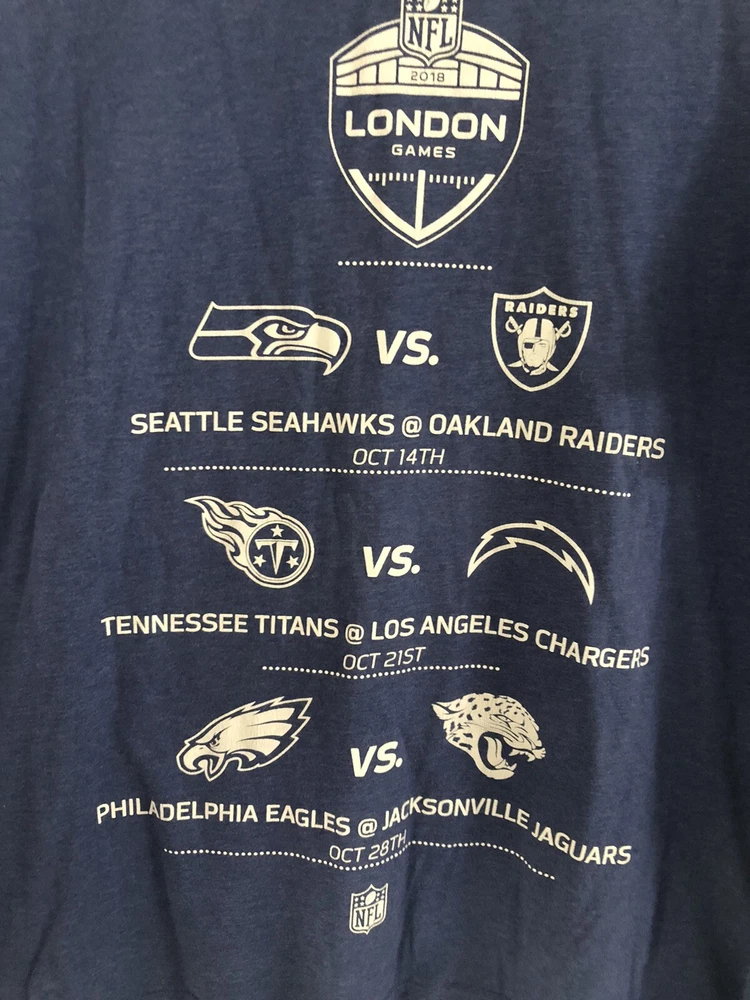 NFL
2018
LONDON
GAMES
VS.
RAIDERS
SEATTLE SEAHAWKS @ OAKLAND RAIDERS
OCT 14TH
T
VS.
TENNESSEE TITANS @ LOS ANGELES CHARGERS
OCT 21ST
VS.
PHILADELPHIA EAGLES @ JACKSONVILLE JAGUARS
OCT 28TH
NFL